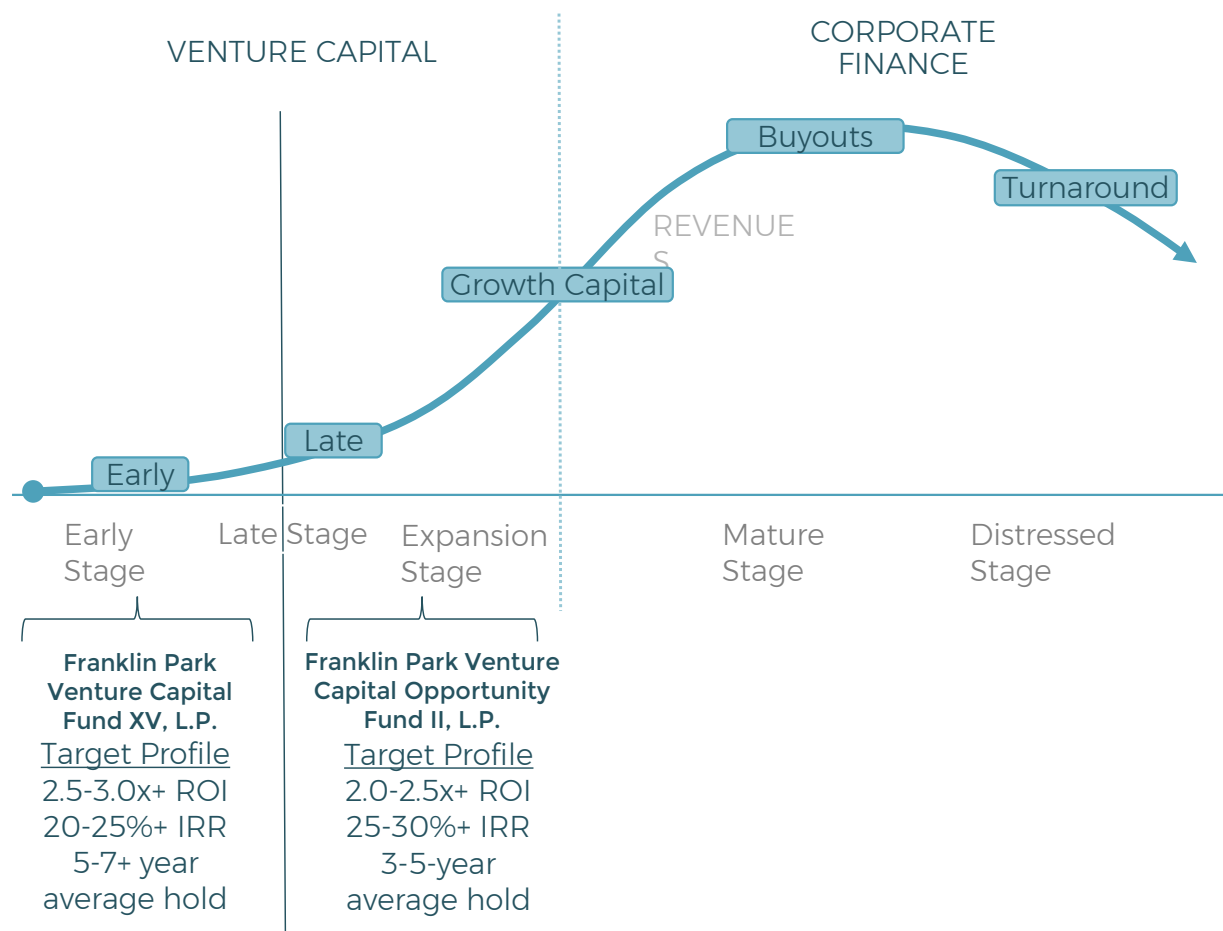 VENTURE CAPITAL
CORPORATE
FINANCE
Buyouts
Turnaround
REVENUE
S
Growth Capital
Late
Early
Early
Stage
Late Stage
Expansion
Stage
Mature
Stage
Distressed
Stage
Franklin Park
Venture Capital
Fund XV, L.P.
Target Profile
2.5-3.0x+ ROI
20-25%+ IRR
5-7+ year
average hold
Franklin Park Venture
Capital Opportunity
Fund II, L.P.
Target Profile
2.0-2.5x+ ROI
25-30%+ IRR
3-5-year
average hold